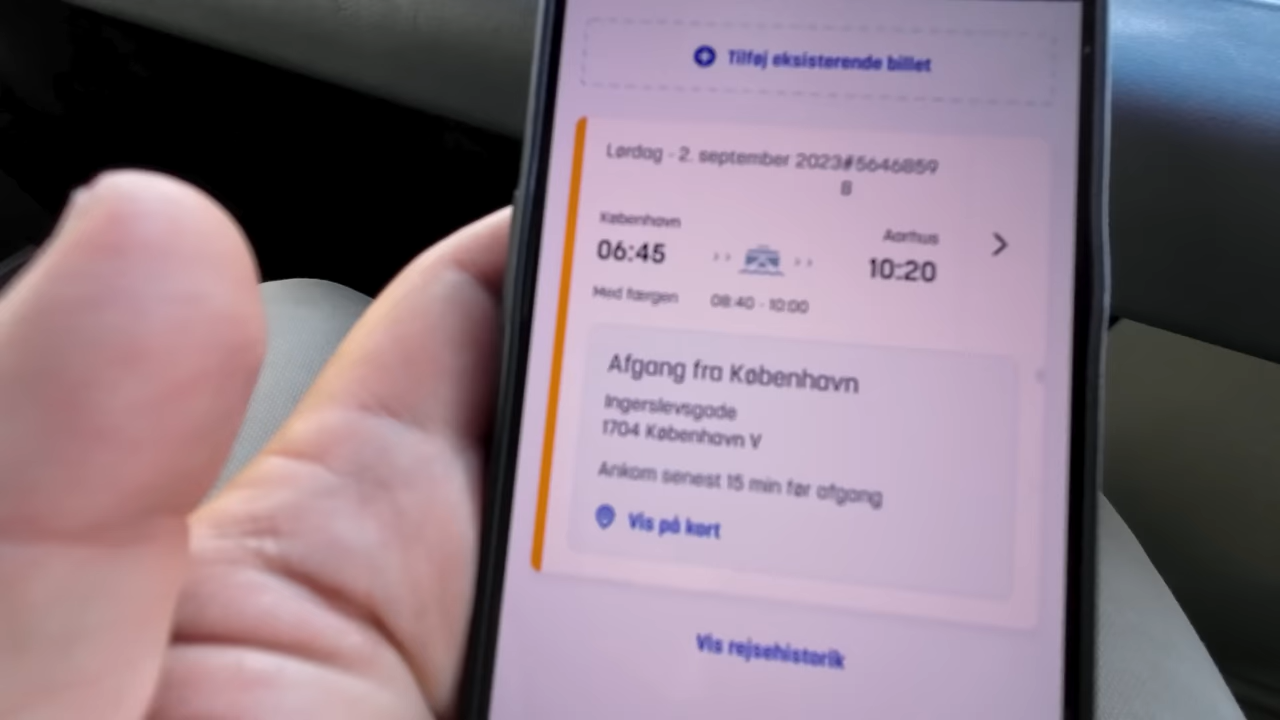 Tilføj eksisterende billet
Lørdag - 2. september 2023#5646859
8
København
Aarhus
06:45
10:20
Med færgen 08:40 - 10:00
Afgang fra København
Ingerslevsgade
1704 København V
Ankom senest 15 min før afgang
Vis på kort
Vis rejsehistorik